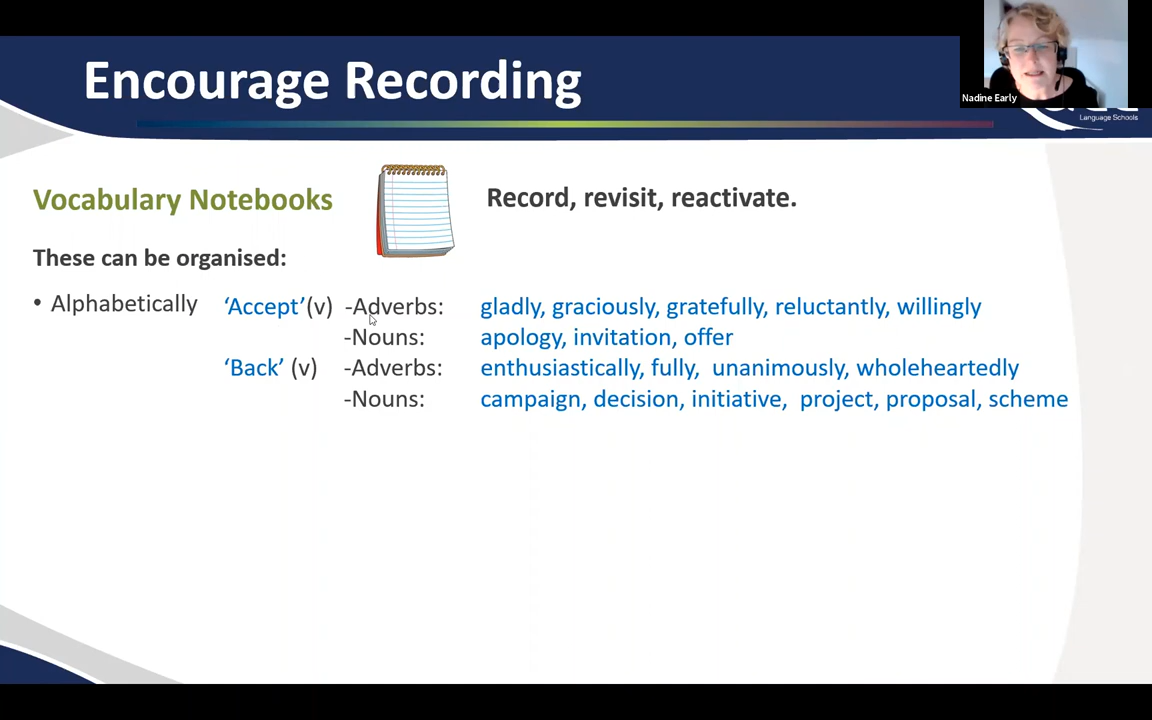 Encourage Recording
Nadine Early
Language Schools
Vocabulary Notebooks
Record, revisit, reactivate.
These can be organised:
• Alphabetically ‘Accept’(v) -Adverbs: gladly, graciously, gratefully, reluctantly, willingly
-Nouns: apology, invitation, offer
‘Back’ (v) -Adverbs: enthusiastically, fully, unanimously, wholeheartedly
-Nouns: campaign, decision, initiative, project, proposal, scheme